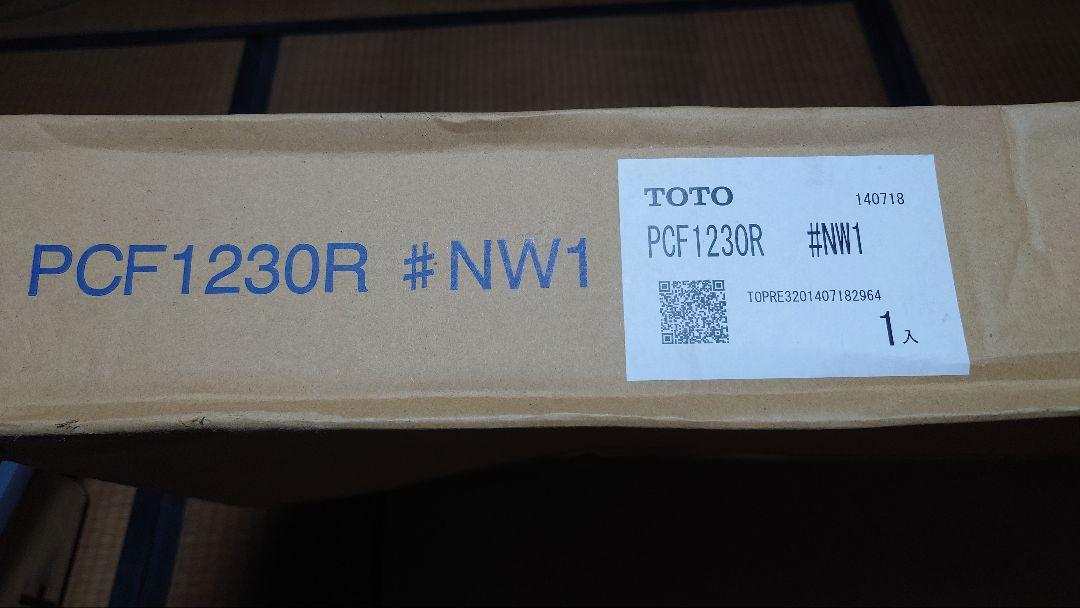 PCF1230R #NW1
TOTO
140718
PCF1230R #NW1
TOPRE3201407182964
1入